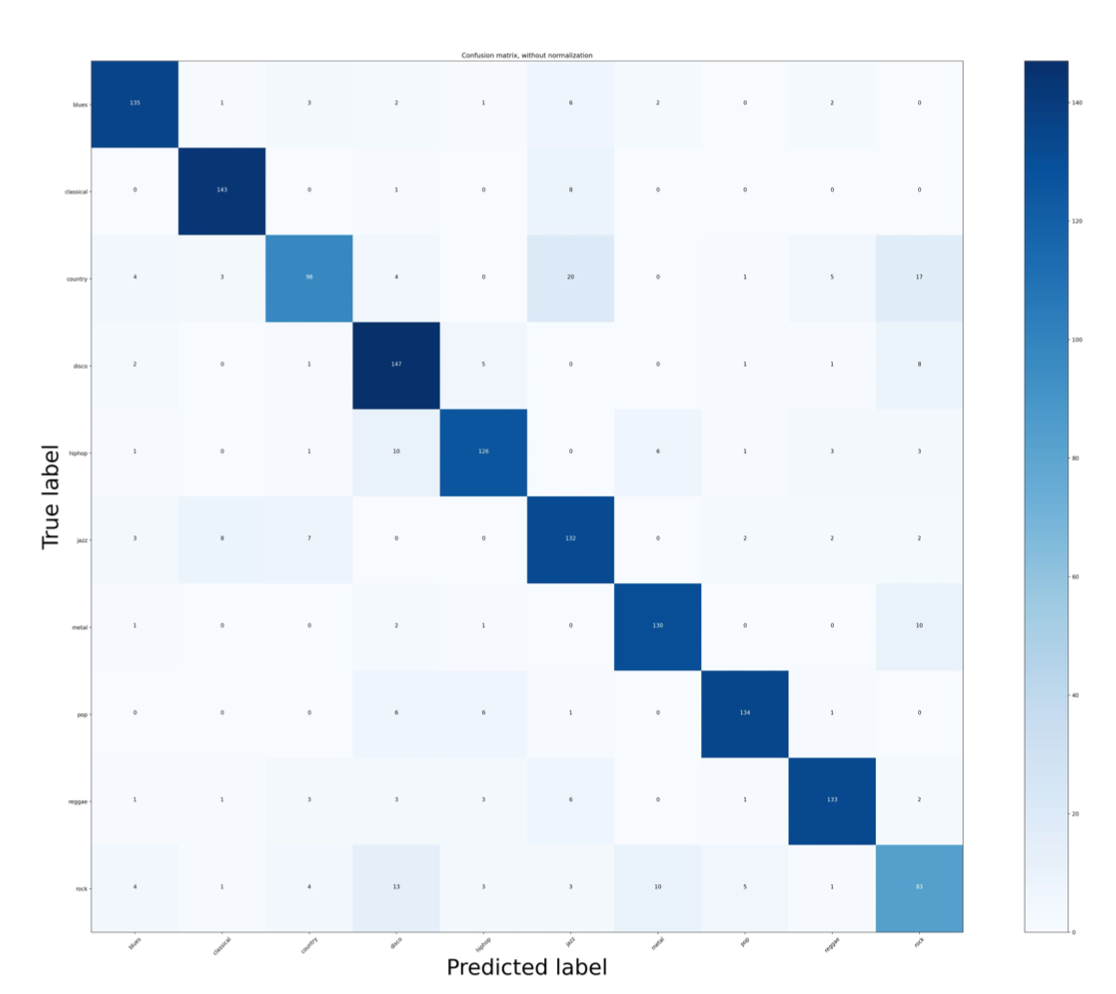 Confusion matrix, without normalization
blues 135 1 3 2 1 6 2 0 2 0
classical 0 143 0 1 0 8 0 0 0 0
country 4 3 98 4 0 20 0 1 5 17
disco 2 0 1 147 5 0 0 1 1 8
hiphop 1 0 1 10 126 0 6 1 3 3
jazz 3 8 7 0 0 132 0 2 2 2
metal 1 0 0 2 1 0 130 0 0 10
pop 0 0 0 6 6 1 0 134 1 0
reggae 1 1 3 3 3 6 0 1 133 2
rock 4 1 4 13 3 3 10 5 1 83
blues classical country disco hiphop jazz metal pop reggae rock
True label
Predicted label
140
120
100
80
60
40
20
0